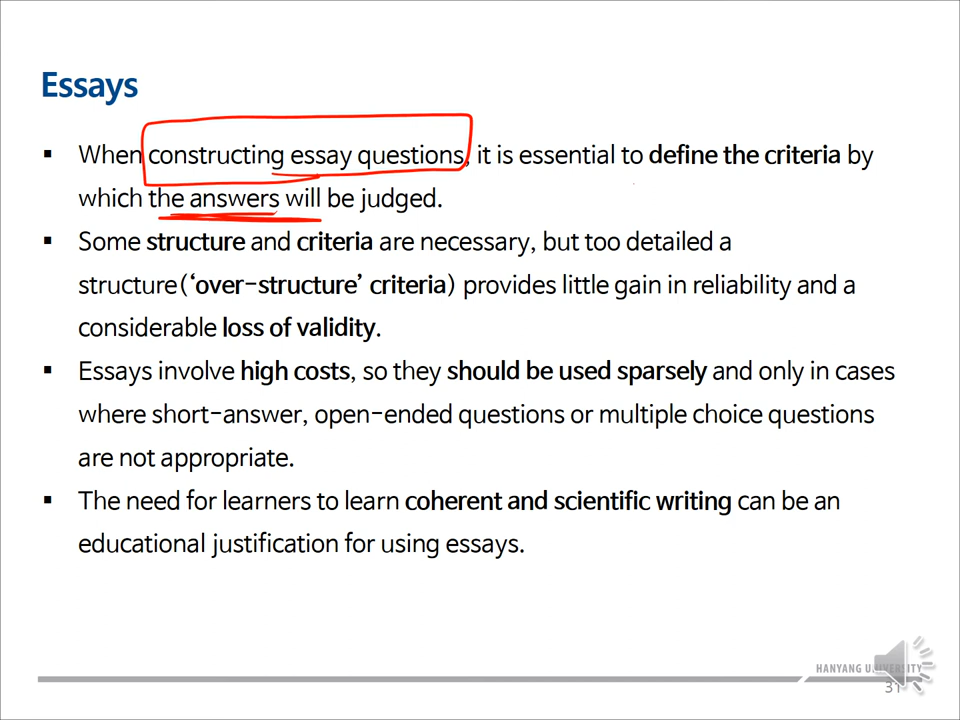 Essays
▪ When constructing essay questions, it is essential to define the criteria by
which the answers will be judged.
▪ Some structure and criteria are necessary, but too detailed a
structure(‘over-structure’ criteria) provides little gain in reliability and a
considerable loss of validity.
▪ Essays involve high costs, so they should be used sparsely and only in cases
where short-answer, open-ended questions or multiple choice questions
are not appropriate.
▪ The need for learners to learn coherent and scientific writing can be an
educational justification for using essays.
HANYANG UNIVERSITY
31